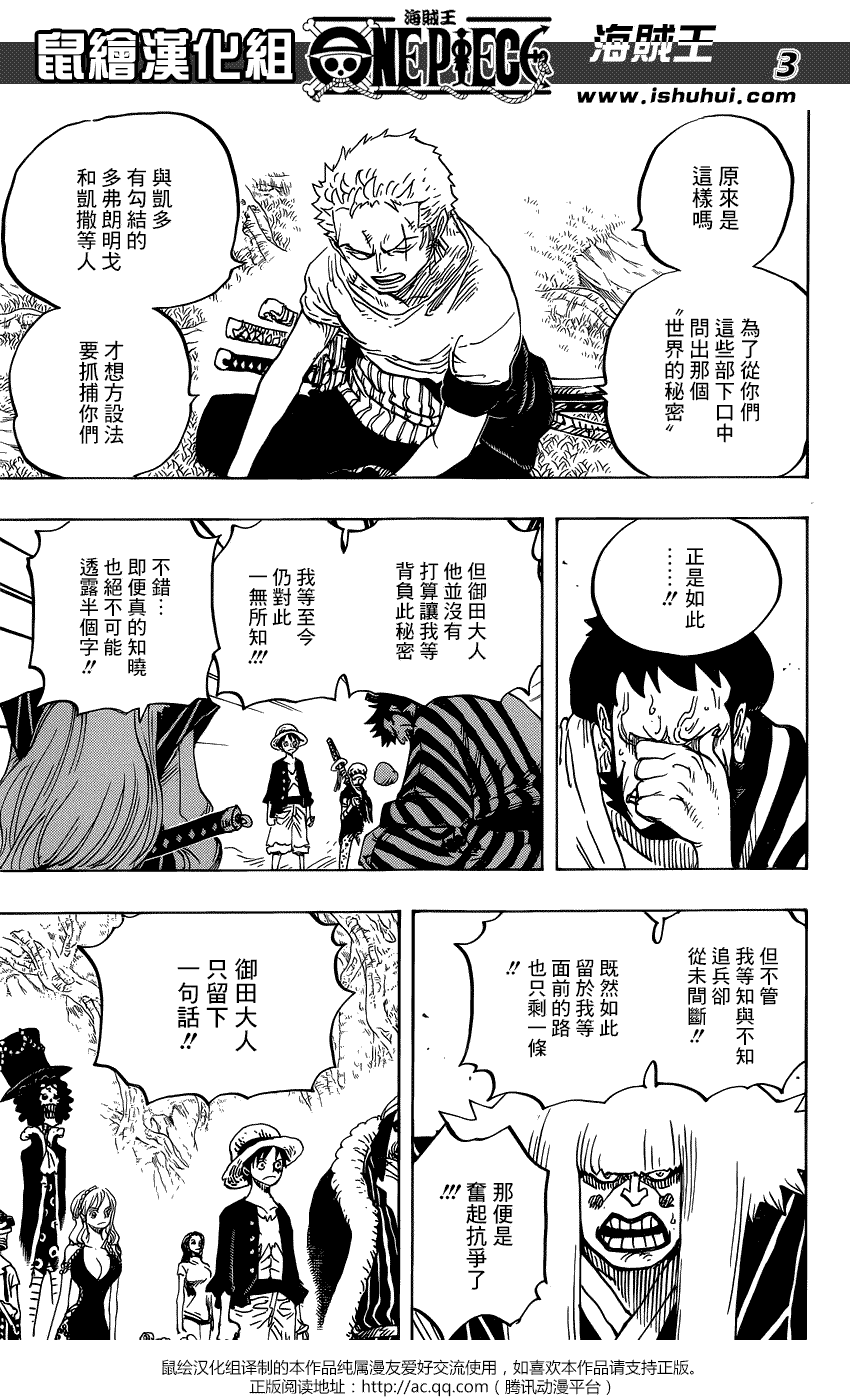 鼠繪漢化組
海賊王
ONE PIECE
海賊王
3
www.ishuhui.com
原來是
這樣嗎
為了從你們
這些部下口中
問出那個
“世界的秘密”
與凱多
有勾結的
多弗朗明戈
和凱撒等人
才想方設法
要抓捕你們
正是如此
……!!
但御田大人
他並沒有
打算讓我等
背負此秘密
我等至今
仍對此
一無所知!!!
不錯…
即便真的知曉
也絕不可能
透露半個字!!
但不管
我等知與不知
追兵卻
從未間斷!!
既然如此
留於我等
面前的路
也只剩一條
!!
那便是
奮起抗爭了
!!!
御田大人
只留下
一句話!!
鼠绘汉化组译制的本作品纯属漫友爱好交流使用，如喜欢本作品请支持正版。
正版阅读地址：http://ac.qq.com（腾讯动漫平台）